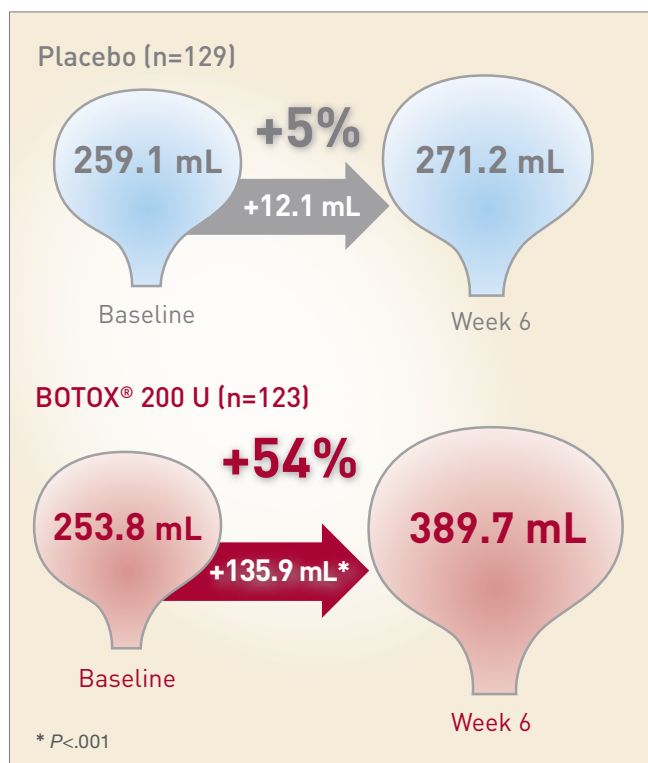 Placebo (n=129)
+5%
259.1 mL
+12.1 mL
271.2 mL
Baseline
Week 6
BOTOX® 200 U (n=123)
+54%
253.8 mL
+135.9 mL*
389.7 mL
Baseline
Week 6
* P<.001